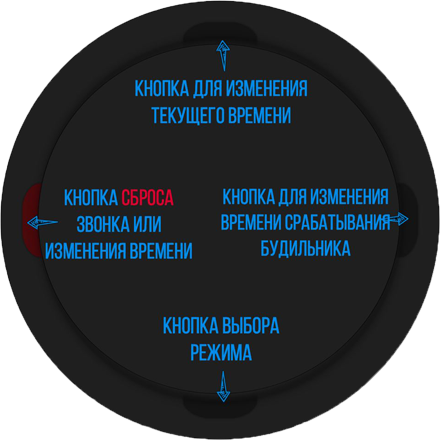 КНОПКА ДЛЯ ИЗМЕНЕНИЯ
ТЕКУЩЕГО ВРЕМЕНИ
КНОПКА СБРОСА
ЗВОНКА ИЛИ
ИЗМЕНЕНИЯ ВРЕМЕНИ
КНОПКА ДЛЯ ИЗМЕНЕНИЯ
ВРЕМЕНИ СРАБАТЫВАНИЯ
БУДИЛЬНИКА
КНОПКА ВЫБОРА
РЕЖИМА